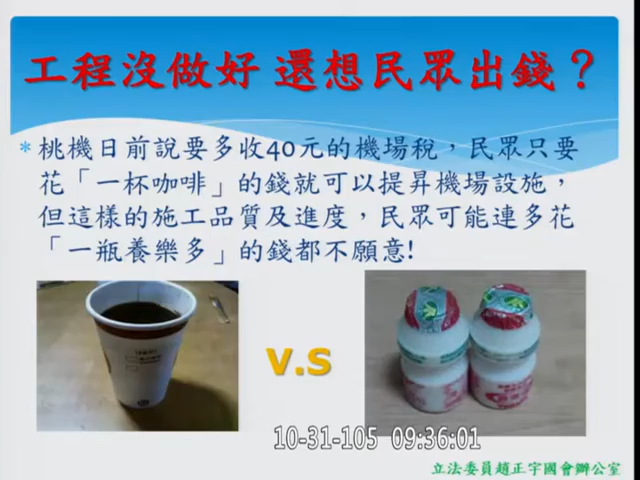 工程沒做好 還想民眾出錢？
*桃機日前說要多收40元的機場稅，民眾只要
花「一杯咖啡」的錢就可以提昇機場設施，
但這樣的施工品質及進度，民眾可能連多花
「一瓶養樂多」的錢都不願意!
V.S
10-31-105 09:36:01
立法委員趙正宇國會辦公室